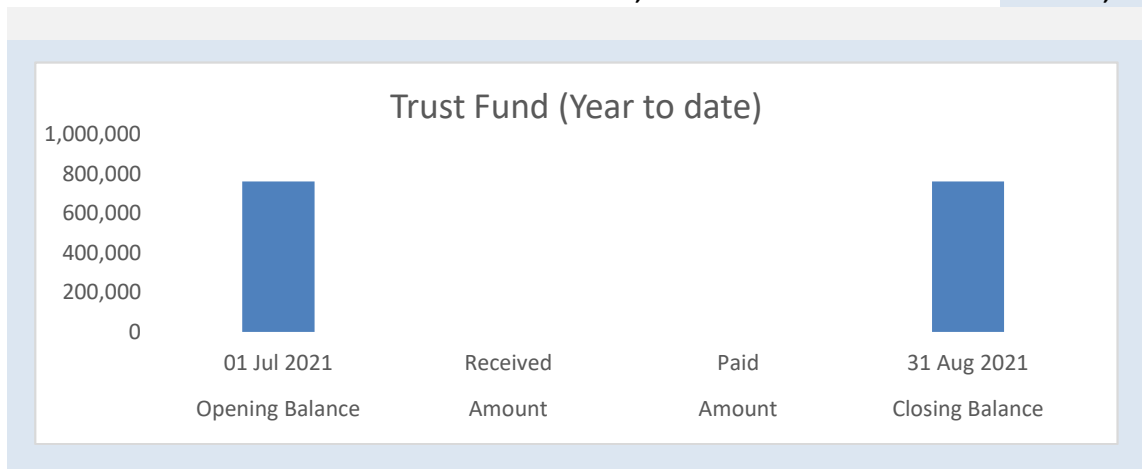 Trust Fund (Year to date)
1,000,000
800,000
600,000
400,000
200,000
0
01 Jul 2021 Received Paid 31 Aug 2021
Opening Balance Amount Amount Closing Balance